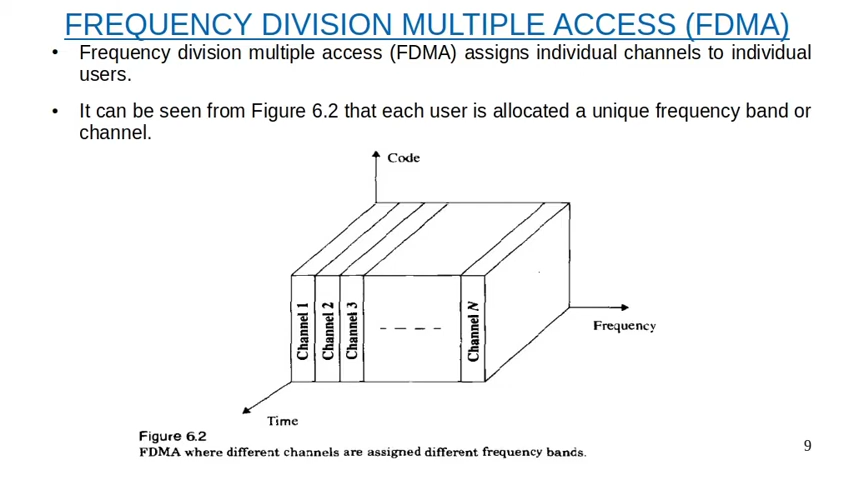 FREQUENCY DIVISION MULTIPLE ACCESS (FDMA)
• Frequency division multiple access (FDMA) assigns individual channels to individual
users.
• It can be seen from Figure 6.2 that each user is allocated a unique frequency band or
channel.
Code
Channel 1
Channel 2
Channel 3
Channel N
Frequency
Time
Figure 6.2
FDMA where different channels are assigned different frequency bands.
9